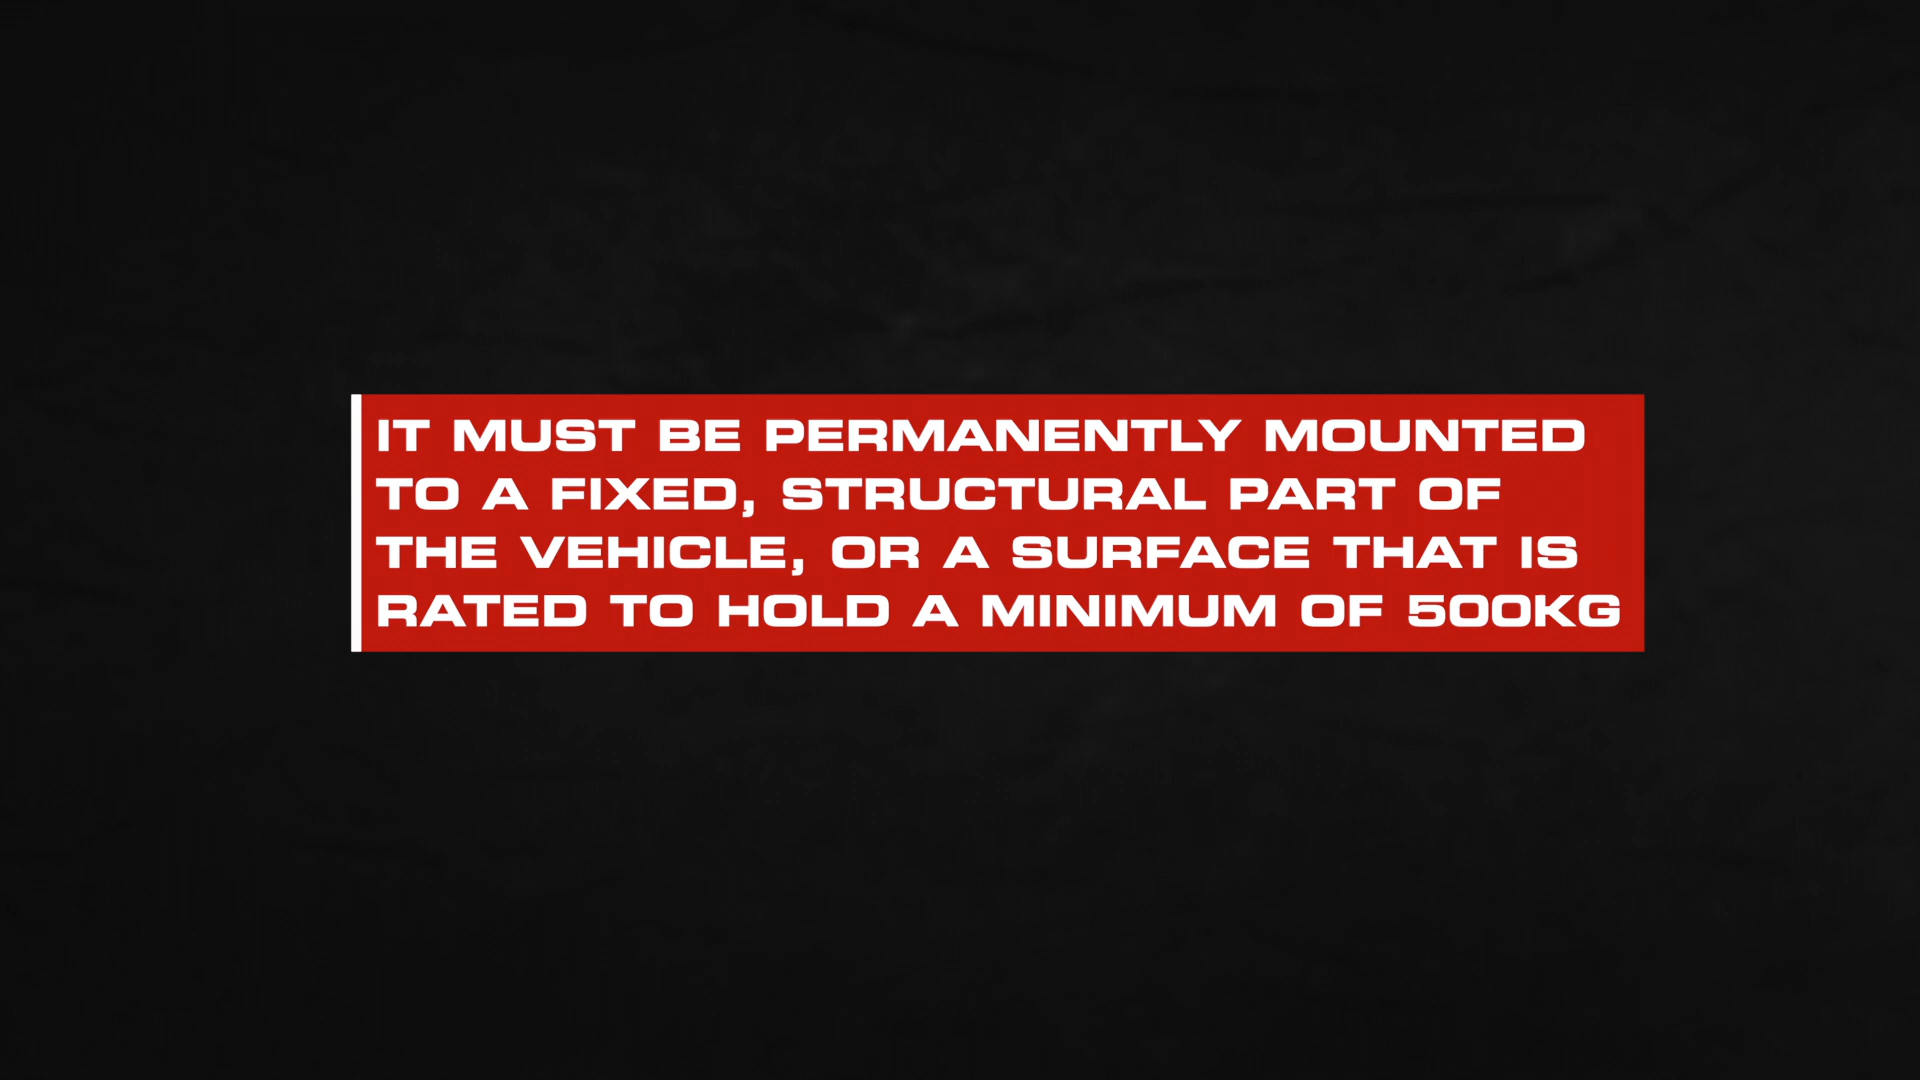 IT MUST BE PERMANENTLY MOUNTED
TO A FIXED, STRUCTURAL PART OF
THE VEHICLE, OR A SURFACE THAT IS
RATED TO HOLD A MINIMUM OF 500KG